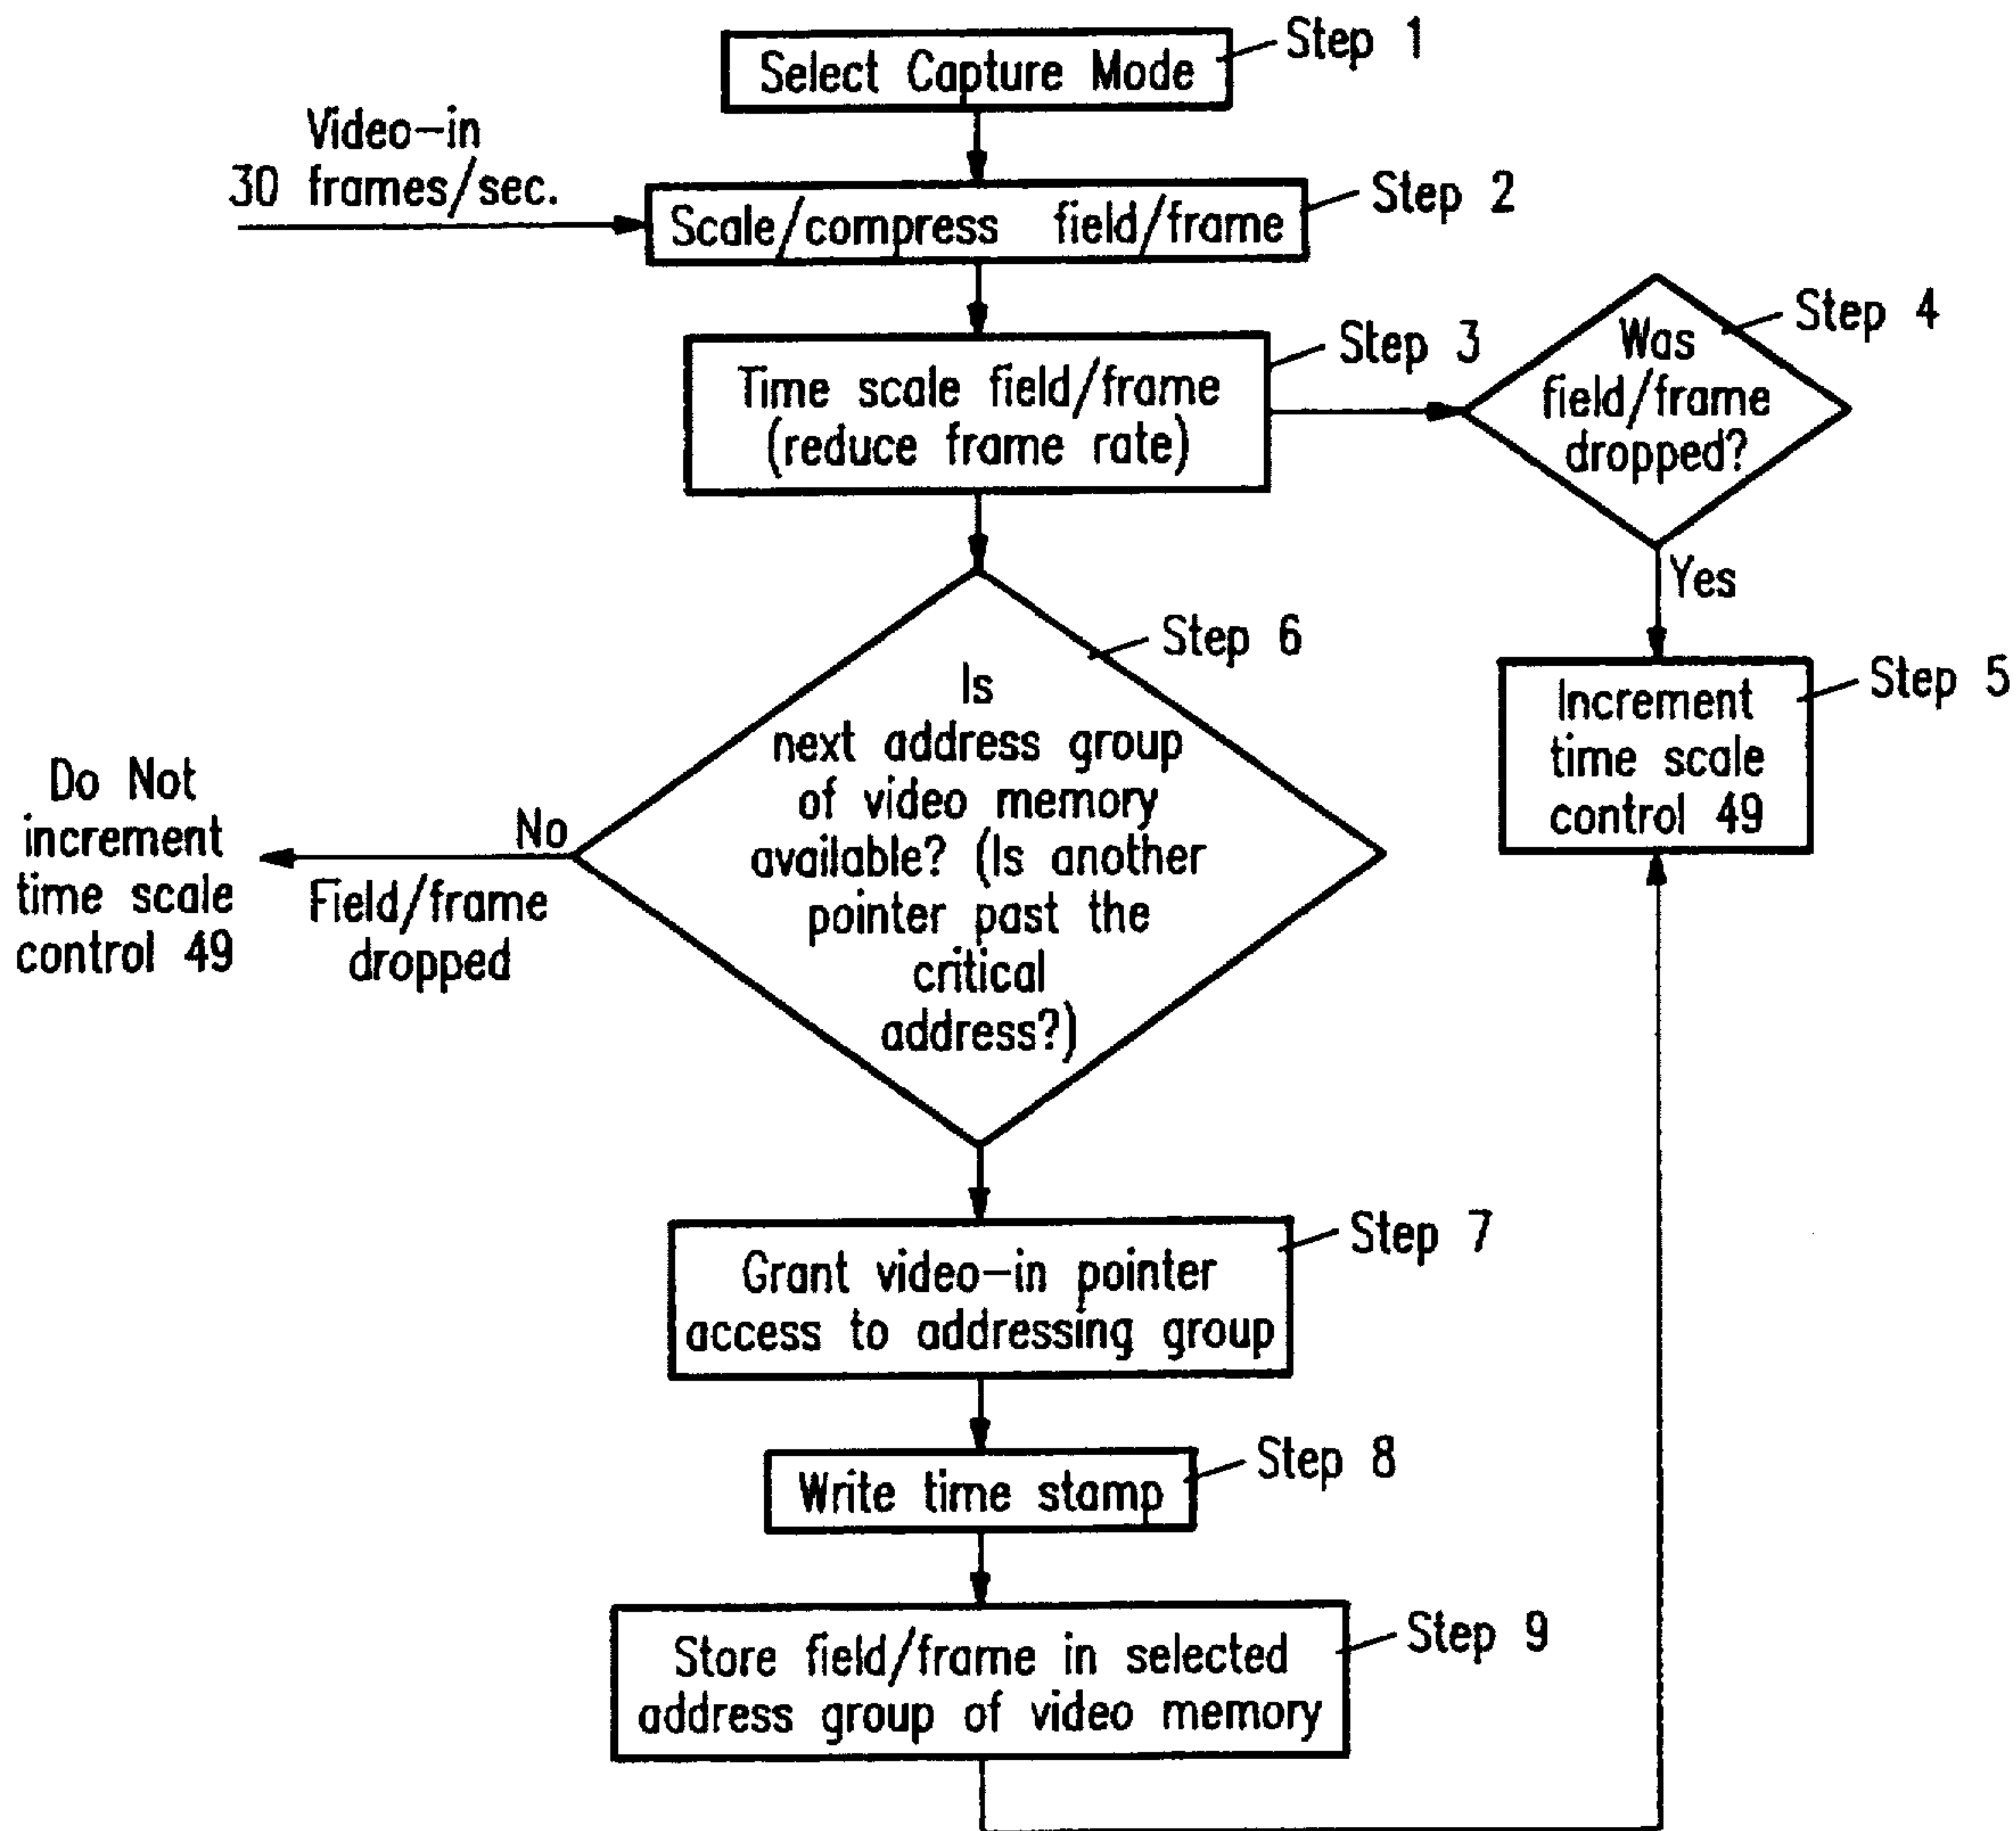 Select Capture Mode
Step 1
Video-in
30 frames/sec.
Scale/compress field/frame
Step 2
Time scale field/frame
(reduce frame rate)
Step 3
Was
field/frame
dropped?
Step 4
Yes
Increment
time scale
control 49
Step 5
Is
next address group
of video memory
available? (Is another
pointer past the
critical
address?)
Step 6
No
Field/frame
dropped
Do Not
increment
time scale
control 49
Grant video-in pointer
access to addressing group
Step 7
Write time stamp
Step 8
Store field/frame in selected
address group of video memory
Step 9